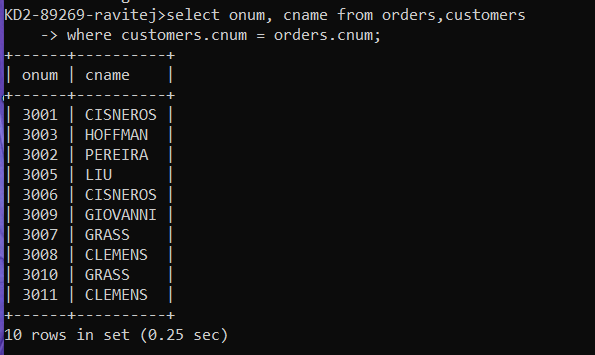 KD2-89269-ravitej>select onum, cname from orders,customers
    -> where customers.cnum = orders.cnum;
+------+----------+
| onum | cname    |
+------+----------+
| 3001 | CISNEROS |
| 3003 | HOFFMAN  |
| 3002 | PEREIRA  |
| 3005 | LIU      |
| 3006 | CISNEROS |
| 3009 | GIOVANNI |
| 3007 | GRASS    |
| 3008 | CLEMENS  |
| 3010 | GRASS    |
| 3011 | CLEMENS  |
+------+----------+
10 rows in set (0.25 sec)